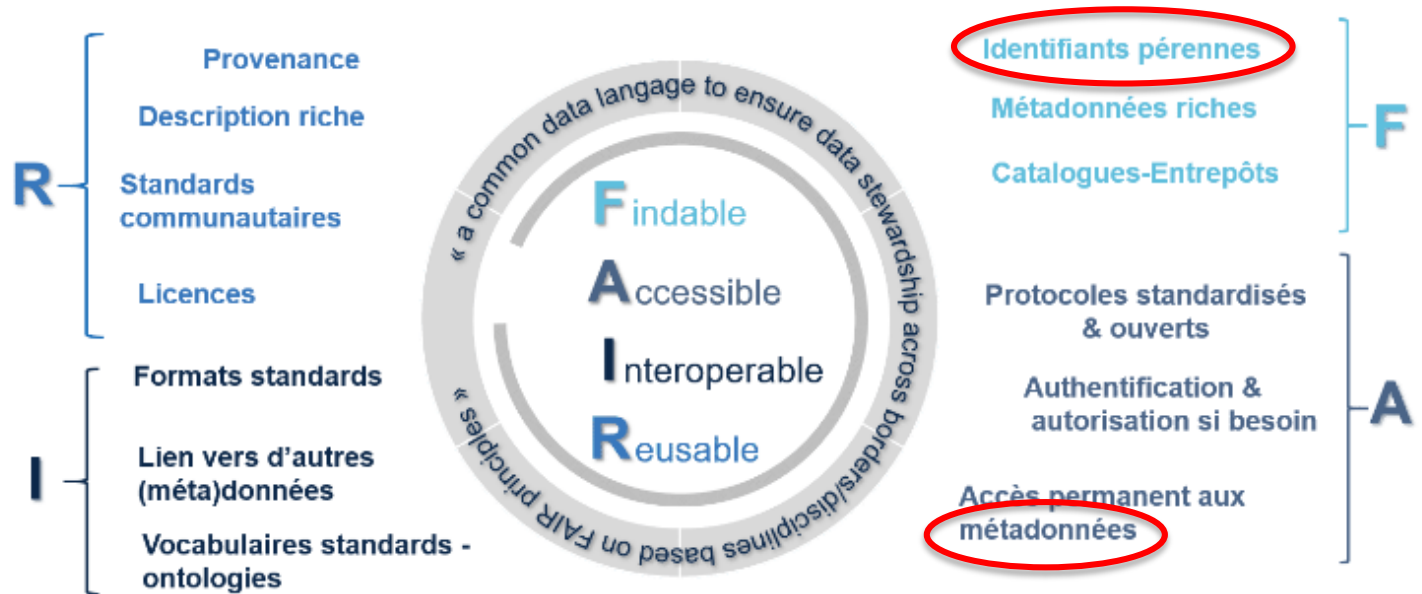 R
Provenance
Description riche
Standards
communautaires
Licences
I
Formats standards
Lien vers d'autres
(méta)données
Vocabulaires standards -
ontologies
« a common data langage to ensure data stewardship across borders/disciplines based on FAIR principles «
Findable
Accessible
Interoperable
Reusable
Identifiants pérennes
Métadonnées riches
Catalogues-Entrepôts
F
Protocoles standardisés
& ouverts
Authentification &
autorisation si besoin
Accès permanent aux
métadonnées
A